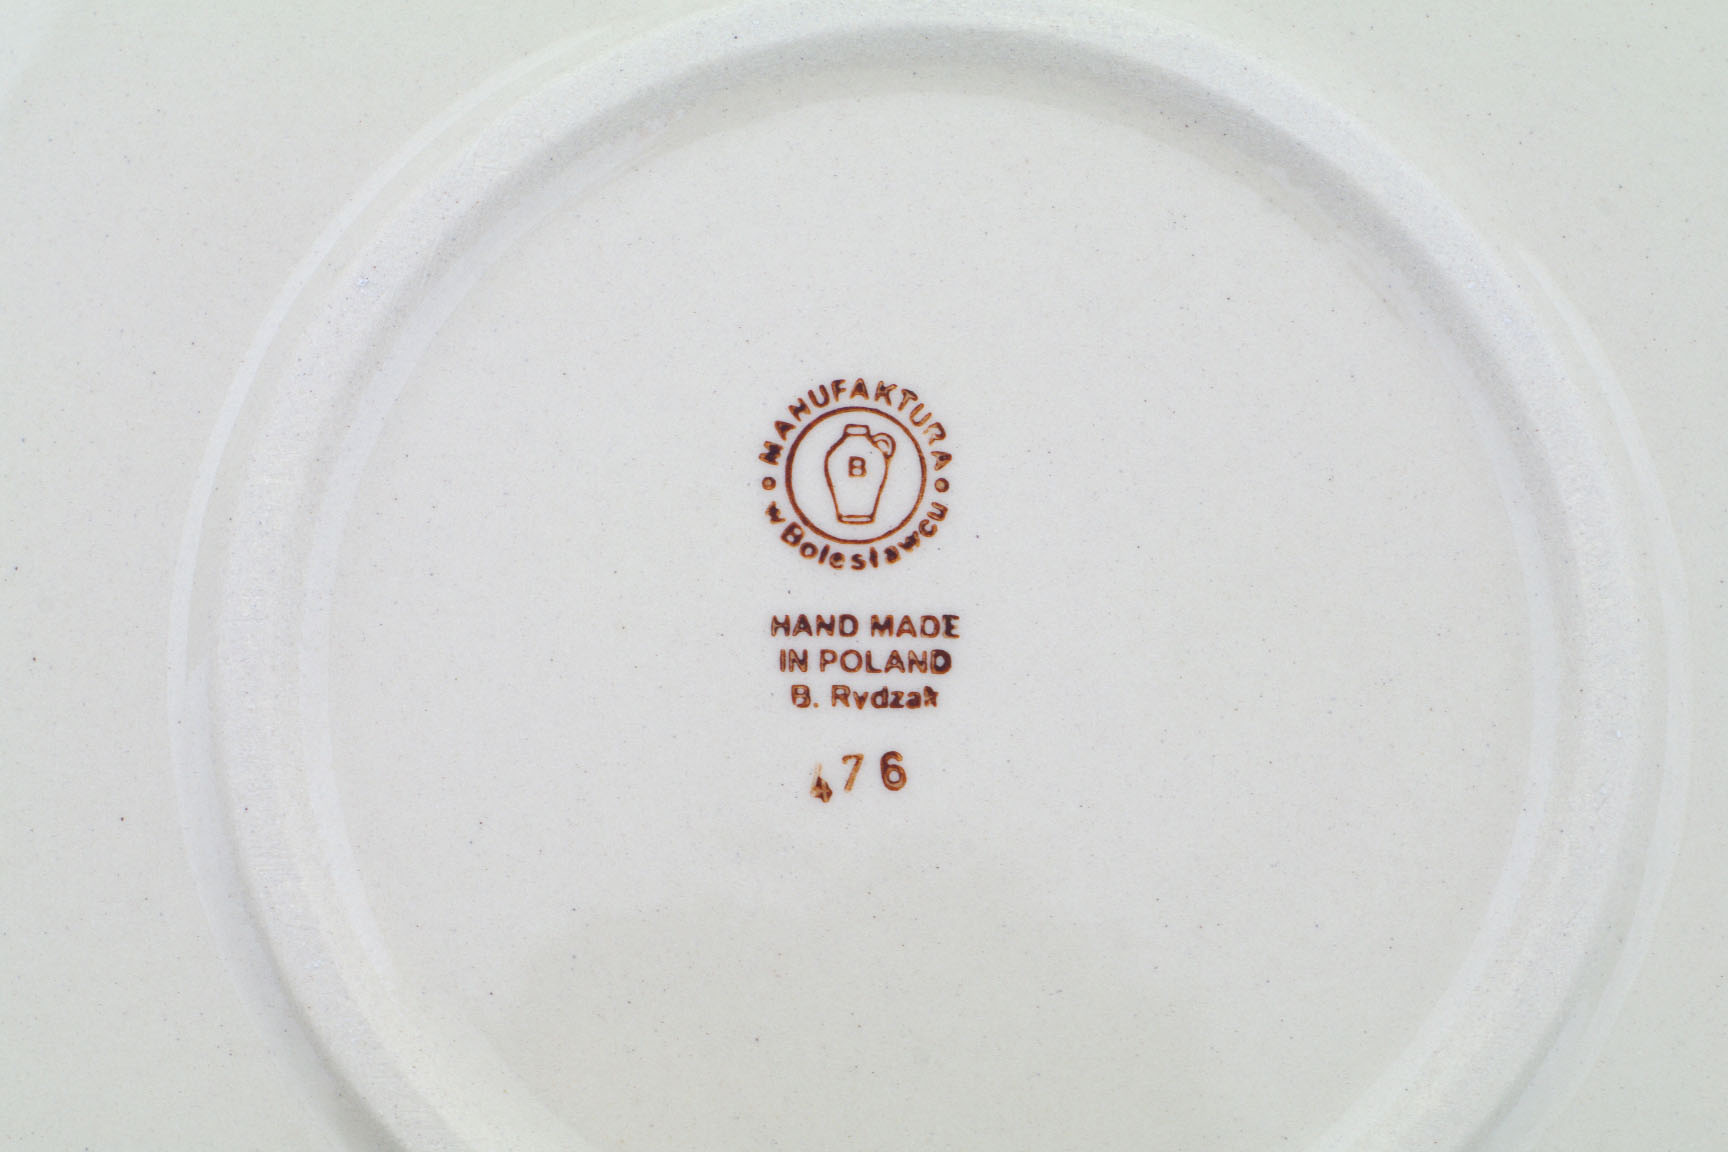 MANUFAKTURA
w Bolesławcu
B
HAND MADE
IN POLAND
B. Rydzak
476